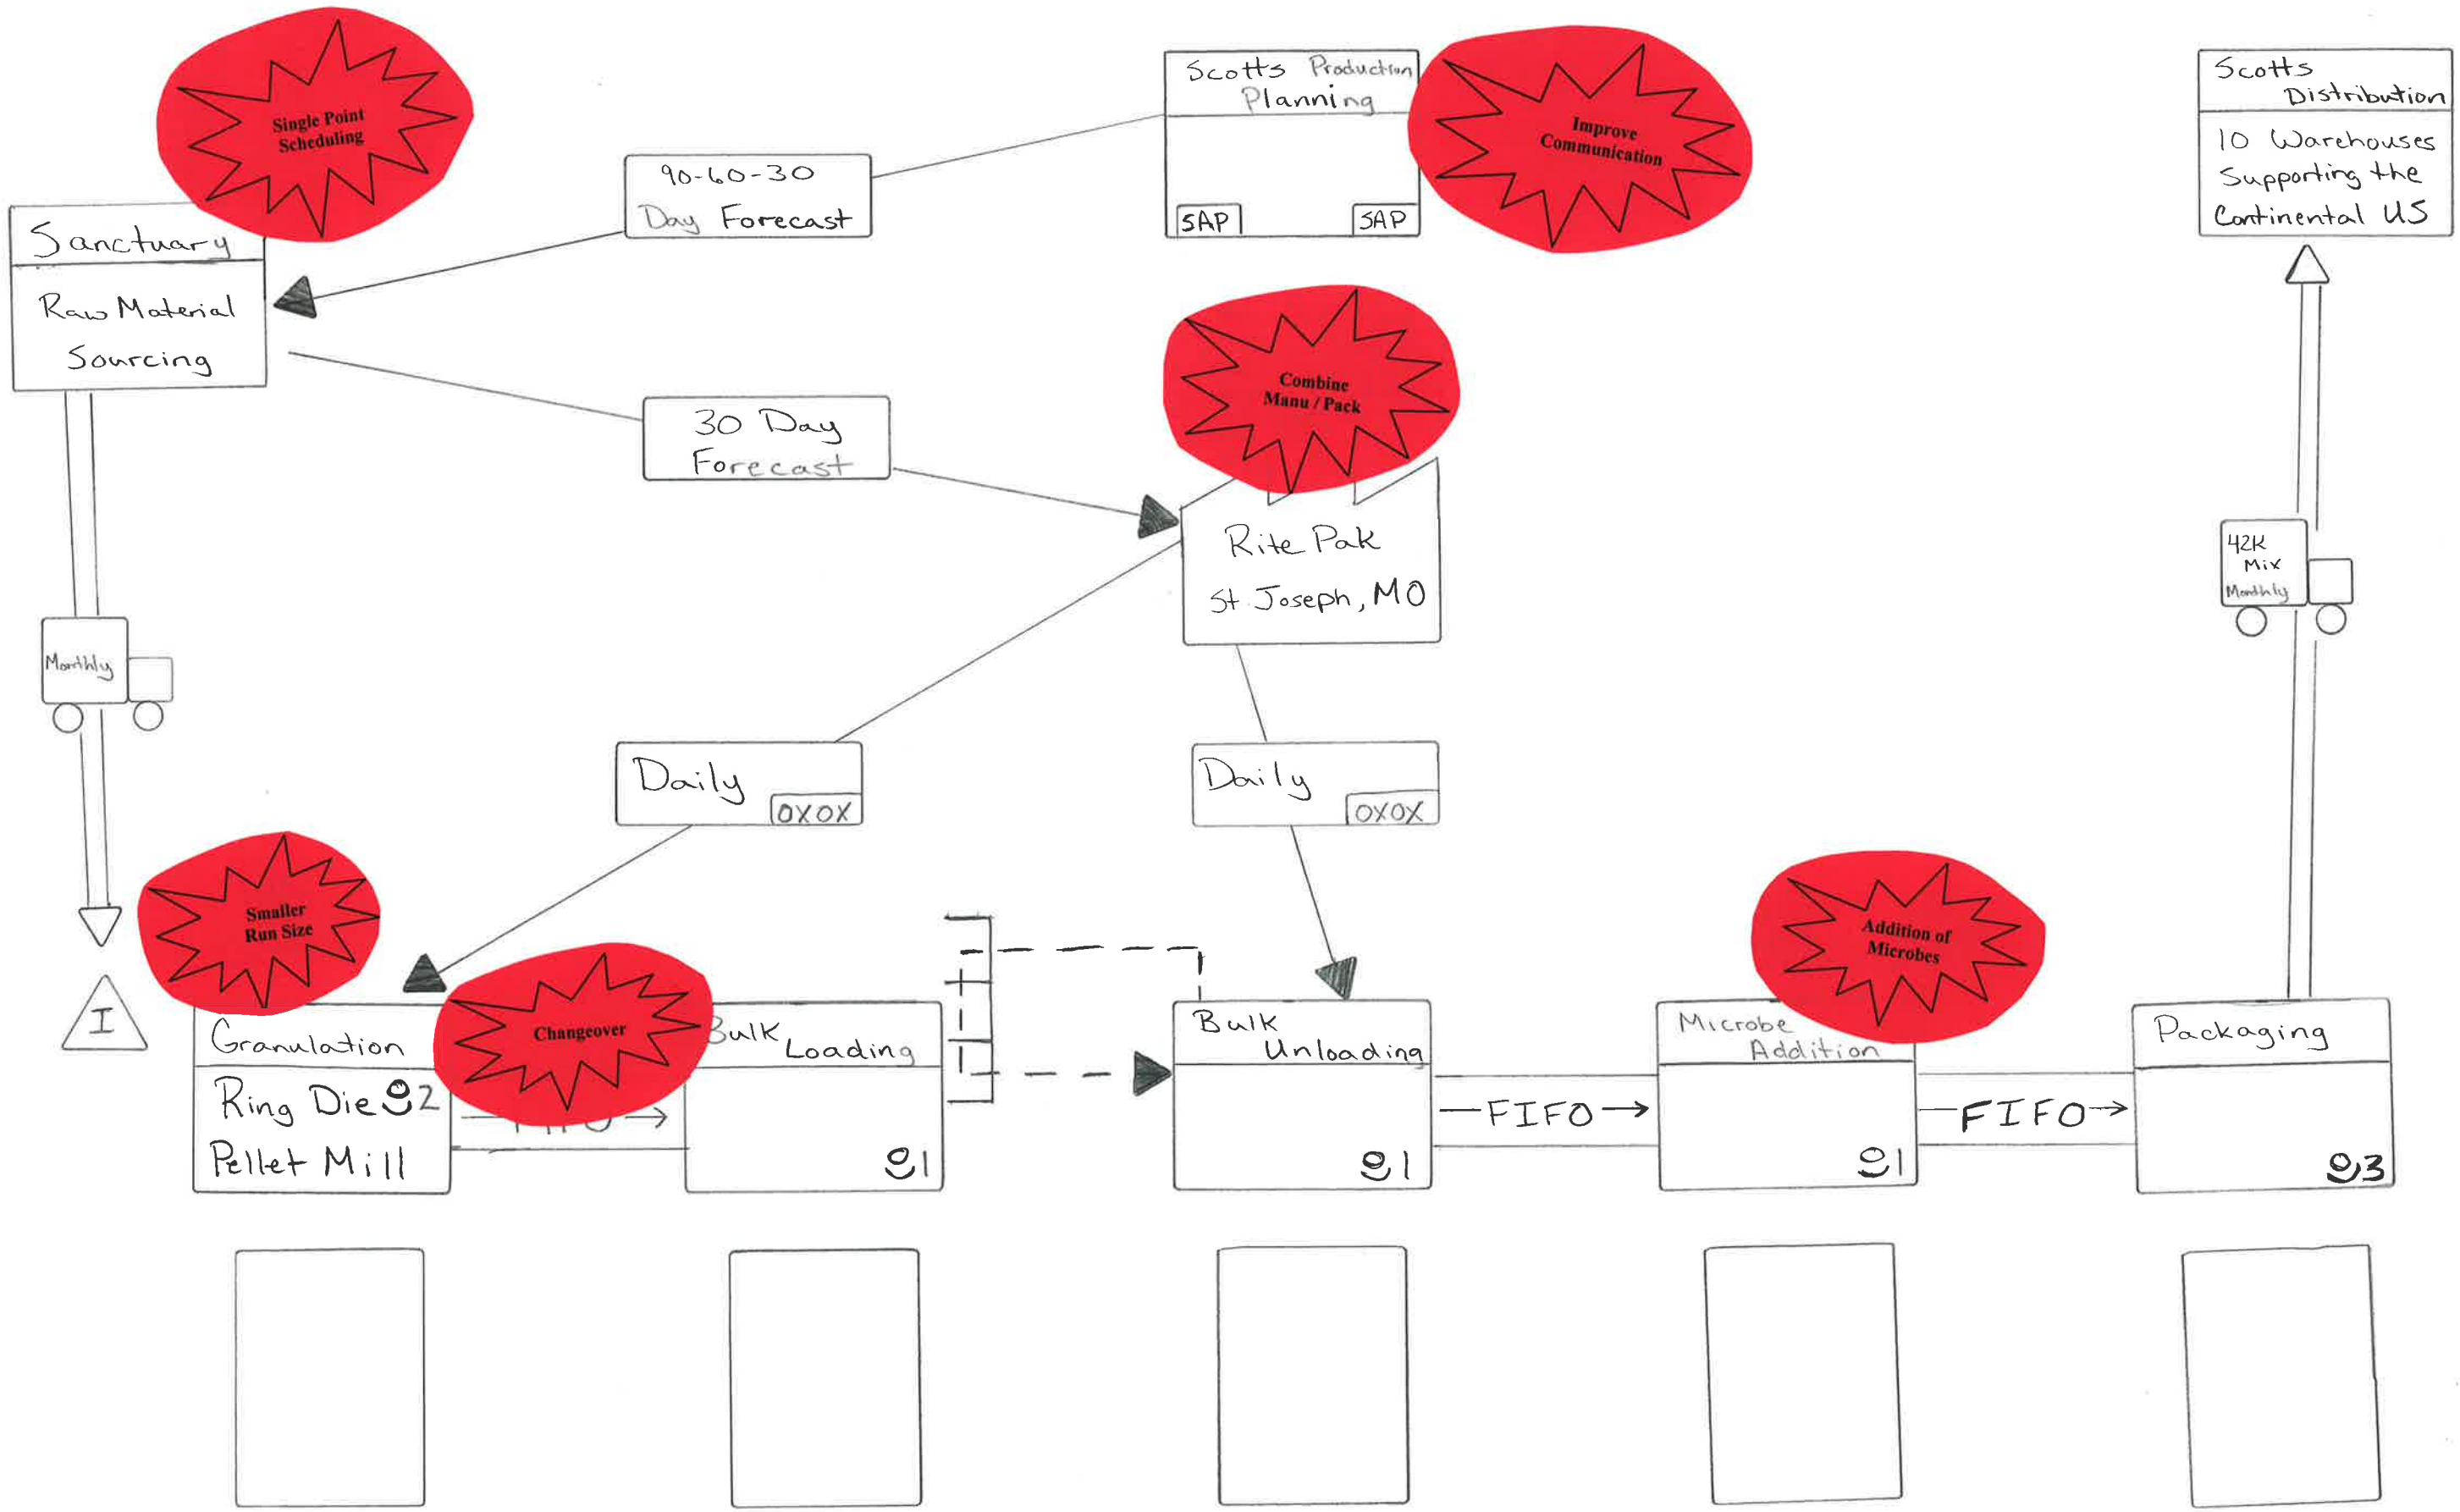 Single Point
Scheduling
Scotts Production
Planning
SAP
SAP
Improve
Communication
Scotts
Distribution
10 Warehouses
Supporting the
Continental US
90-60-30
Day Forecast
Sanctuary
Raw Material
Sourcing
Combine
Manu / Pack
30 Day
Forecast
Rite Pak
St. Joseph, MO
42K
Mix
Monthly
Monthly
Daily
OXOX
Daily
OXOX
Smaller
Run Size
Addition of
Microbes
I
Granulation
Ring Die 2
Pellet Mill
Changeover
Bulk
Loading
1
Bulk
Unloading
1
FIFO
Microbe
Addition
1
FIFO
Packaging
3